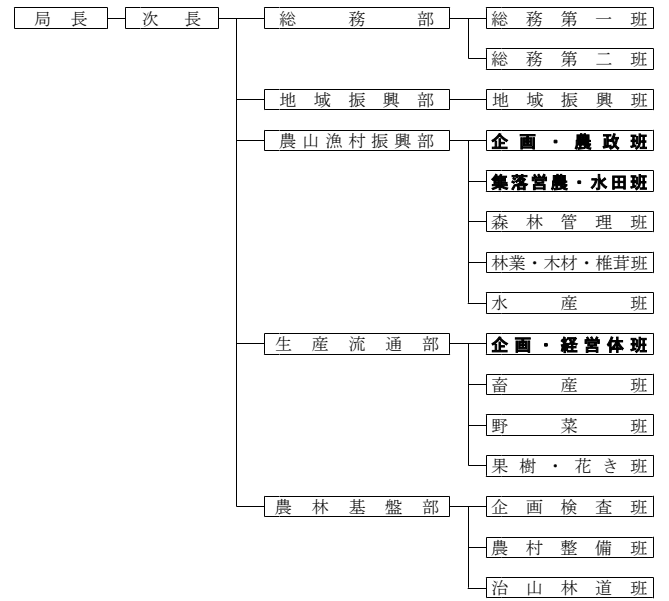 局長 次長 総務部 総務第一班
総務第二班
地域振興部 地域振興班
農山漁村振興部 企画・農政班
集落営農・水田班
森林管理班
林業・木材・椎茸班
水産班
生産流通部 企画・経営体班
畜産班
野菜班
果樹・花き班
農林基盤部 企画検査班
農村整備班
治山林道班